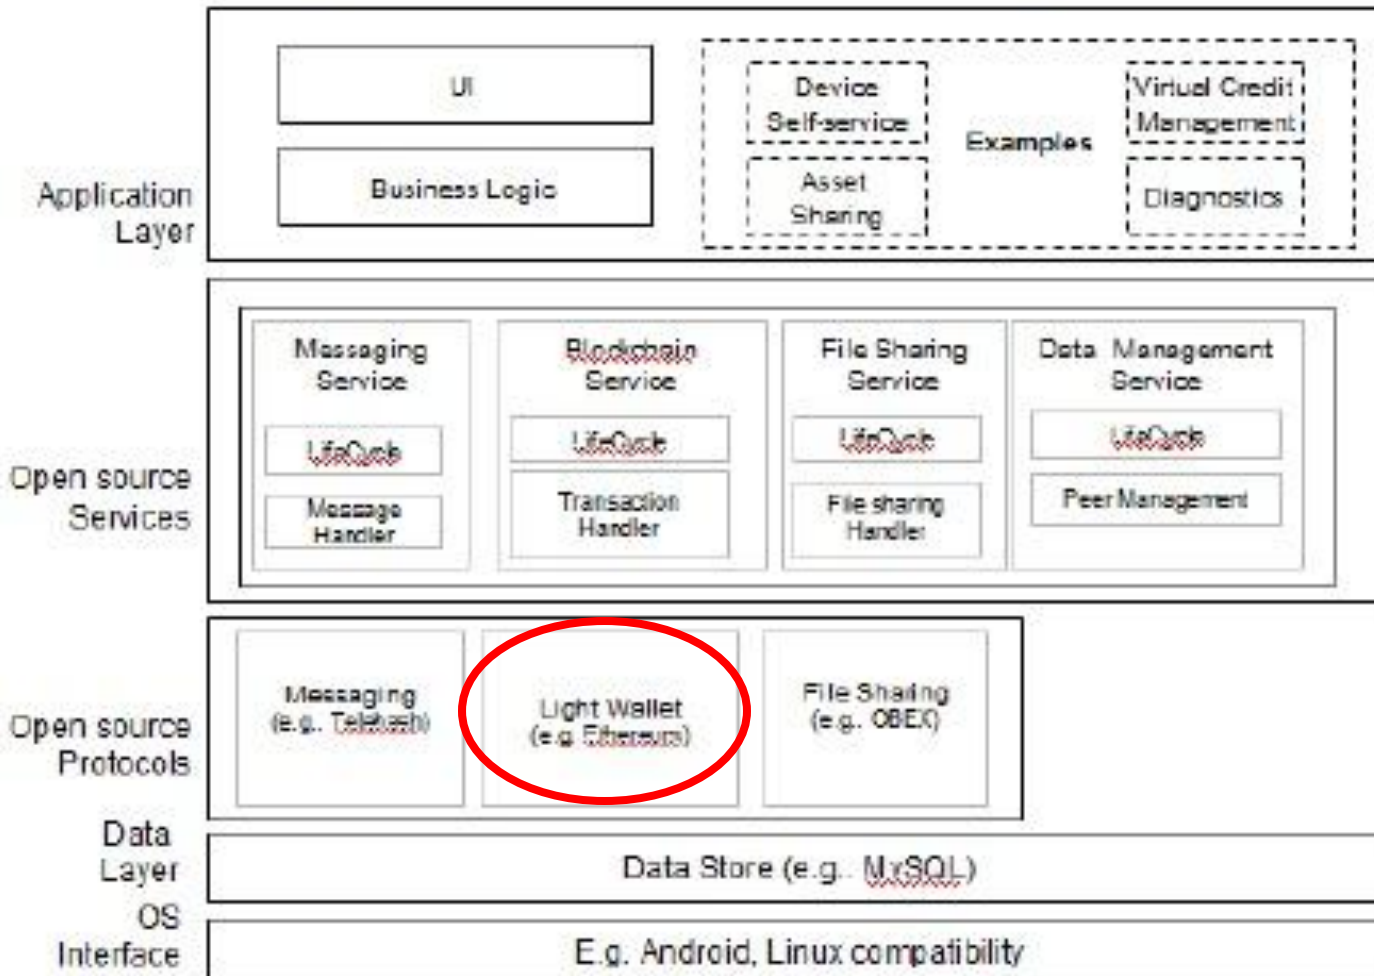 UI
Business Logic
Device
Self-service
Asset
Sharing
Examples
Virtual Credit
Management
Diagnostics
Application
Layer
Messaging
Service
LifeCycle
Message
Handler
Blockchain
Service
LifeCycle
Transaction
Handler
File Sharing
Service
LifeCycle
File sharing
Handler
Data Management
Service
LifeCycle
Peer Management
Open source
Services
Messaging
(e.g.. Telehash)
Light Wallet
(e.g. Ethereum)
File Sharing
(e.g.. OBEX)
Open source
Protocols
Data
Layer
Data Store (e.g.. MySQL)
OS
Interface
E.g. Android, Linux compatibility